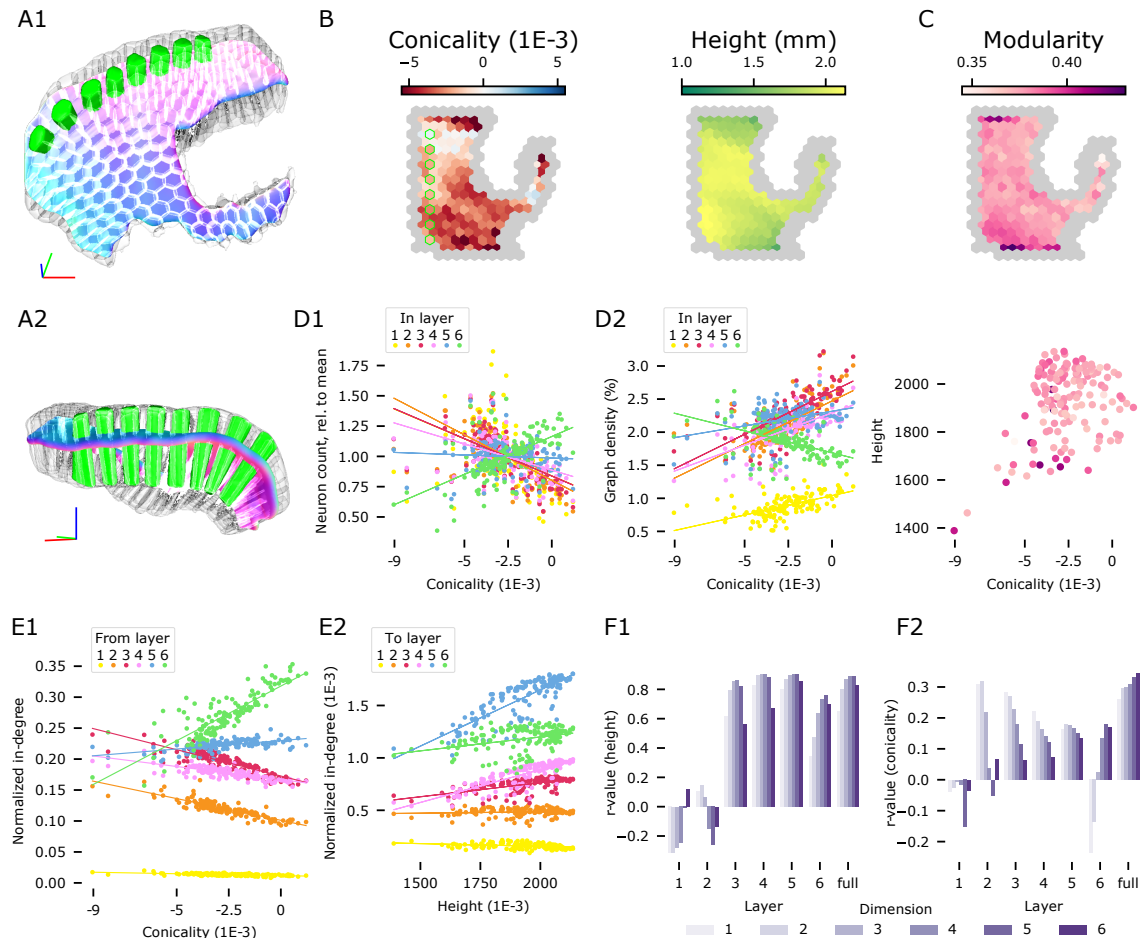 A1
B
C
Conicality (1E-3)
−5 0 5
Height (mm)
1.0 2.0
Modularity
0.35 0.40
A2
D1
In layer
1 2 3 4 5 6
Neuron count, rel. to mean
1.75
1.50
1.25
1.00
0.75
0.50
-9 -5 -2.5 0
Conicality (1E-3)
D2
In layer
1 2 3 4 5 6
Graph density (%)
3.0
2.5
2.0
1.5
1.0
0.5
-9 -5 -2.5 0
Conicality (1E-3)
Height
2000
1800
1600
1400
-9 -5 -2.5 0
Conicality (1E-3)
E1
From layer
1 2 3 4 5 6
Normalized in-degree
0.35
0.30
0.25
0.20
0.15
0.10
0.05
0.00
-9 -5 -2.5 0
Conicality (1E-3)
E2
To layer
1 2 3 4 5 6
Normalized in-degree (1E-3)
1.5
1.0
0.5
1500 1750 2000
Height (1E-3)
F1
r-value (height)
0.8
0.6
0.4
0.2
0.0
−0.2
1 2 3 4 5 6 full
Layer
F2
r-value (conicality)
0.3
0.2
0.1
0.0
−0.1
−0.2
1 2 3 4 5 6 full
Layer
Dimension
1 2 3 4 5 6